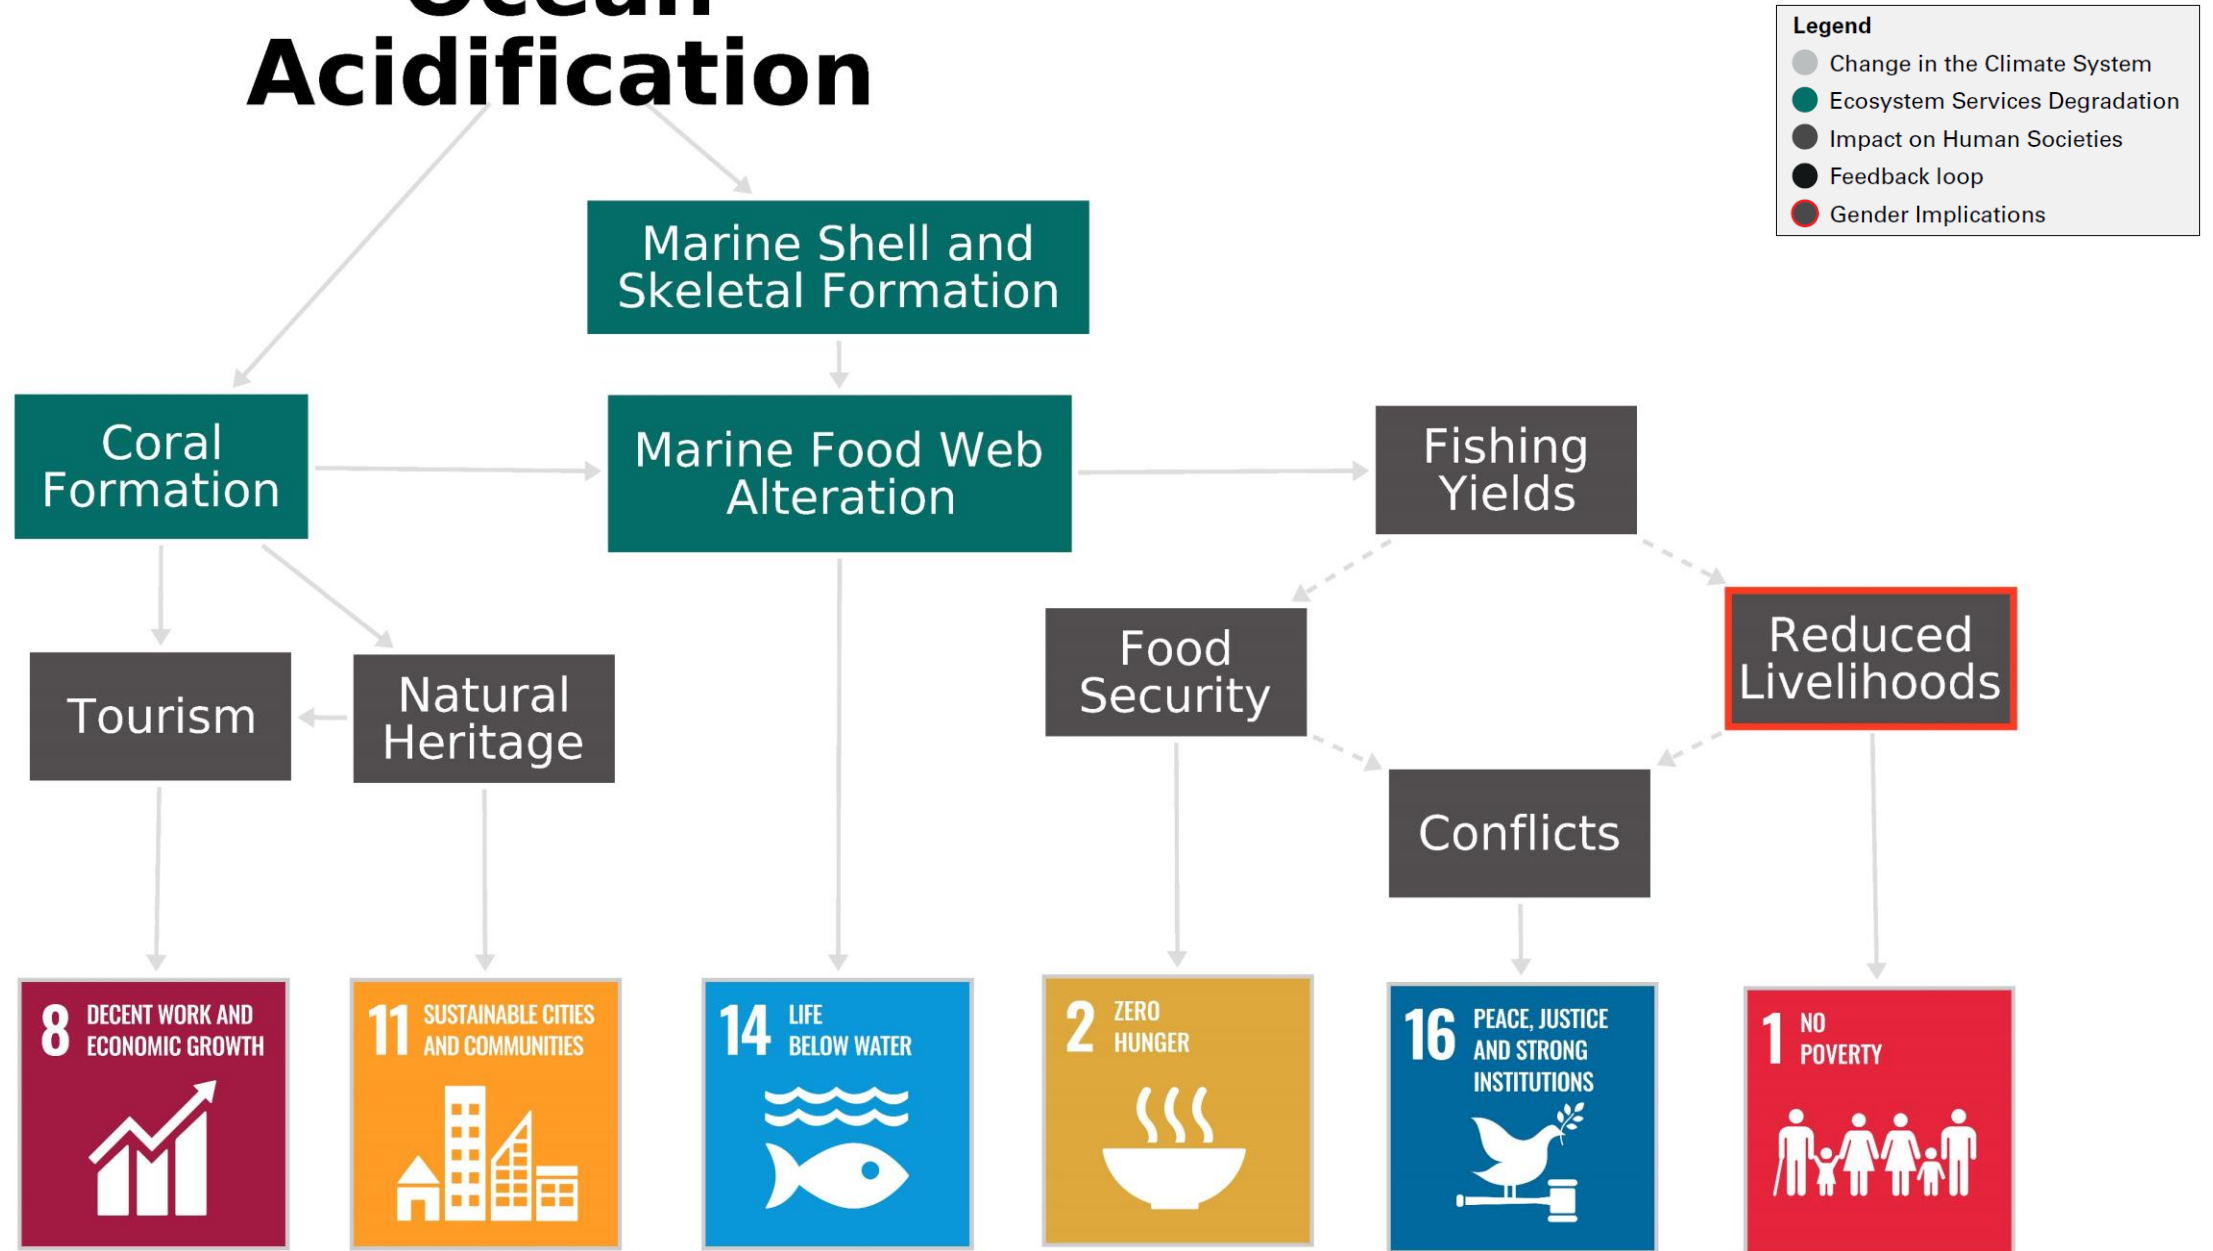 Ocean
Acidification
Legend
Change in the Climate System
Ecosystem Services Degradation
Impact on Human Societies
Feedback loop
Gender Implications
Marine Shell and
Skeletal Formation
Coral
Formation
Marine Food Web
Alteration
Fishing
Yields
Tourism
Natural
Heritage
Food
Security
Reduced
Livelihoods
Conflicts
8 DECENT WORK AND
ECONOMIC GROWTH
11 SUSTAINABLE CITIES
AND COMMUNITIES
14 LIFE
BELOW WATER
2 ZERO
HUNGER
16 PEACE, JUSTICE
AND STRONG
INSTITUTIONS
1 NO
POVERTY